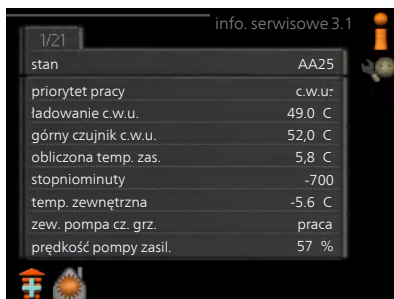 info. serwisowe 3.1
1/21
stan AA25
priorytet pracy c.w.u.
ładowanie c.w.u. 49.0 C
górny czujnik c.w.u. 52,0 C
obliczona temp. zas. 5,8 C
stopniominuty -700
temp. zewnętrzna -5.6 C
zew. pompa cz. grz. praca
prędkość pompy zasil. 57 %